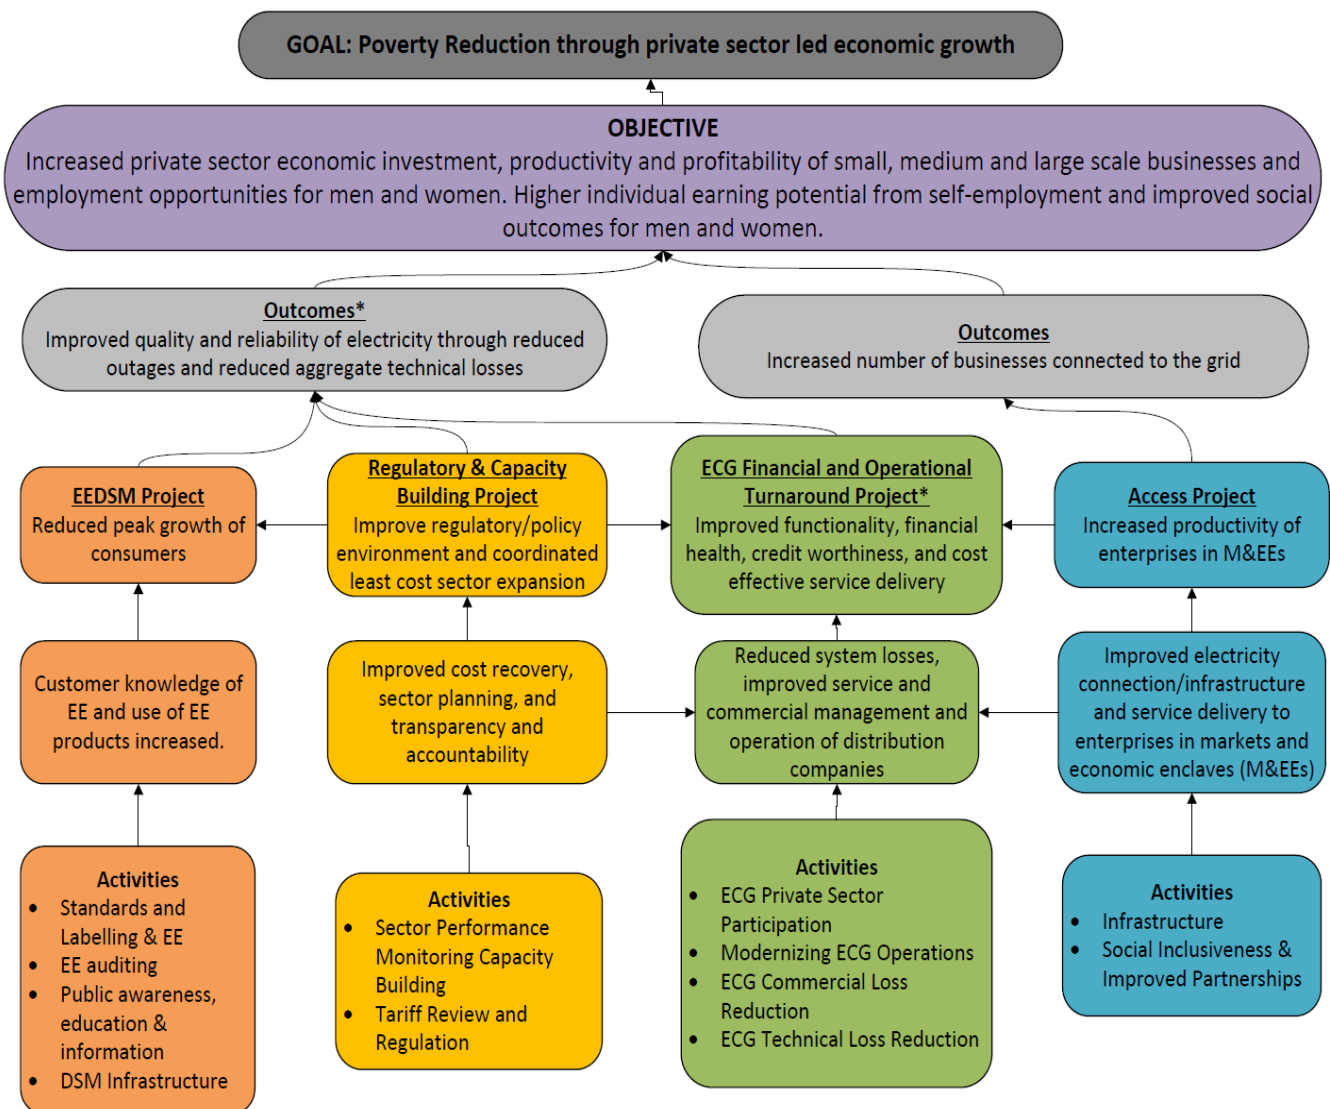 GOAL: Poverty Reduction through private sector led economic growth
OBJECTIVE
Increased private sector economic investment, productivity and profitability of small, medium and large scale businesses and
employment opportunities for men and women. Higher individual earning potential from self-employment and improved social
outcomes for men and women.
Outcomes*
Improved quality and reliability of electricity through reduced
outages and reduced aggregate technical losses
Outcomes
Increased number of businesses connected to the grid
EEDSM Project
Reduced peak growth of
consumers
Regulatory & Capacity
Building Project
Improve regulatory/policy
environment and coordinated
least cost sector expansion
ECG Financial and Operational
Turnaround Project*
Improved functionality, financial
health, credit worthiness, and cost
effective service delivery
Access Project
Increased productivity of
enterprises in M&EEs
Customer knowledge of
EE and use of EE
products increased.
Improved cost recovery,
sector planning, and
transparency and
accountability
Reduced system losses,
improved service and
commercial management and
operation of distribution
companies
Improved electricity
connection/infrastructure
and service delivery to
enterprises in markets and
economic enclaves (M&EEs)
Activities
• Standards and
Labelling & EE
• EE auditing
• Public awareness,
education &
information
• DSM Infrastructure
Activities
• Sector Performance
Monitoring Capacity
Building
• Tariff Review and
Regulation
Activities
• ECG Private Sector
Participation
• Modernizing ECG Operations
• ECG Commercial Loss
Reduction
• ECG Technical Loss Reduction
Activities
• Infrastructure
• Social Inclusiveness &
Improved Partnerships